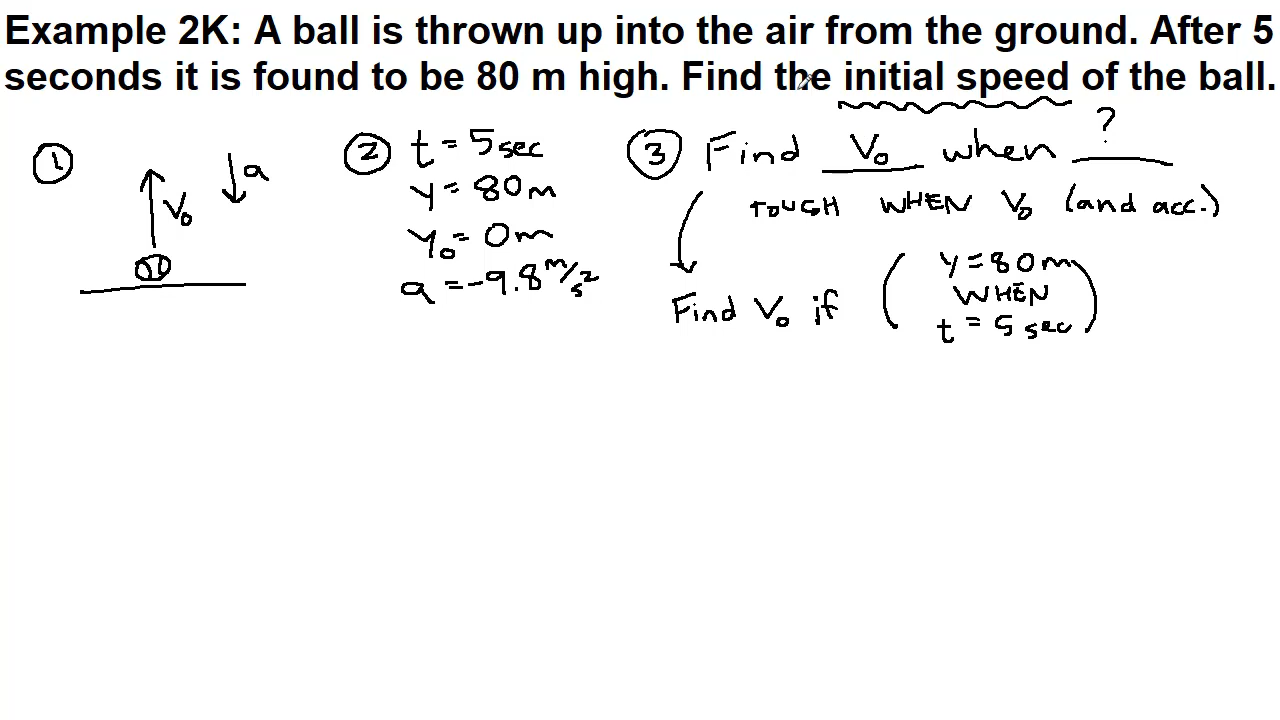 Example 2K: A ball is thrown up into the air from the ground. After 5
seconds it is found to be 80 m high. Find the initial speed of the ball.
①
V₀
a
② t = 5 sec
y = 80 m
y₀ = 0 m
a = -9.8 m/s²
③ Find V₀ when ?
TOUGH WHEN V₀ (and acc.)
Find V₀ if
( y = 80 m
WHEN
t = 5 sec )